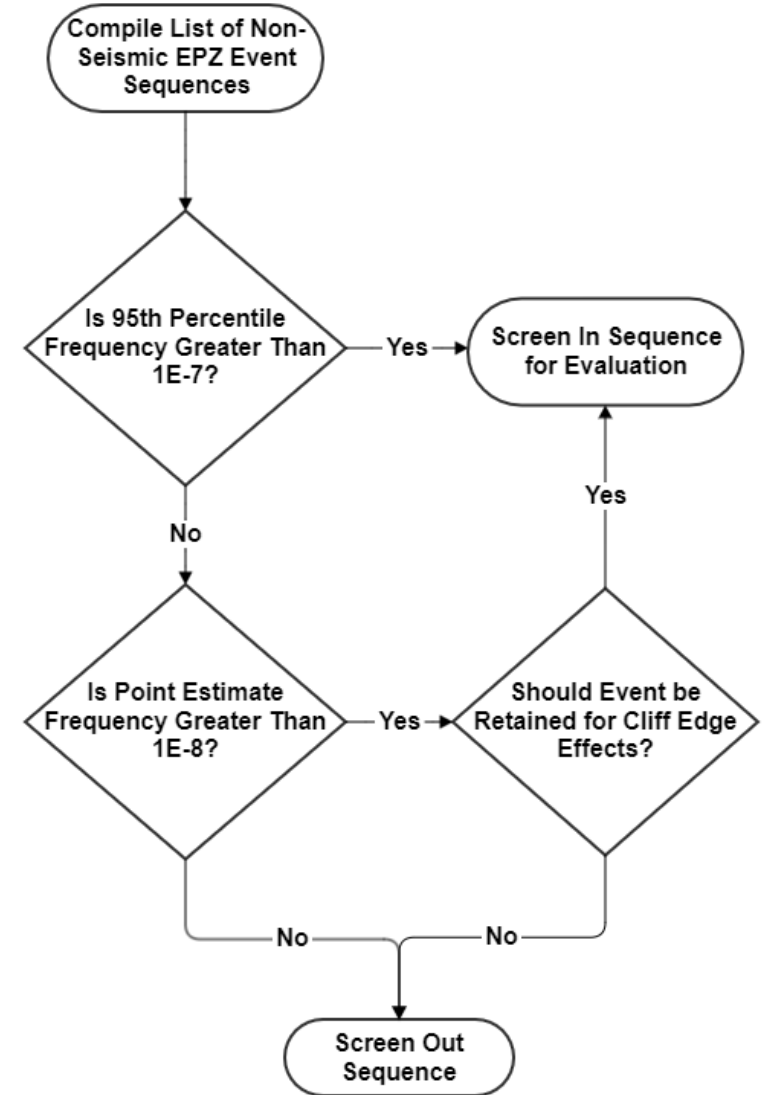 Compile List of Non-
Seismic EPZ Event
Sequences
Is 95th Percentile
Frequency Greater Than
1E-7?
Yes
Screen In Sequence
for Evaluation
No
Yes
Is Point Estimate
Frequency Greater Than
1E-8?
Yes
Should Event be
Retained for Cliff Edge
Effects?
No
No
Screen Out
Sequence